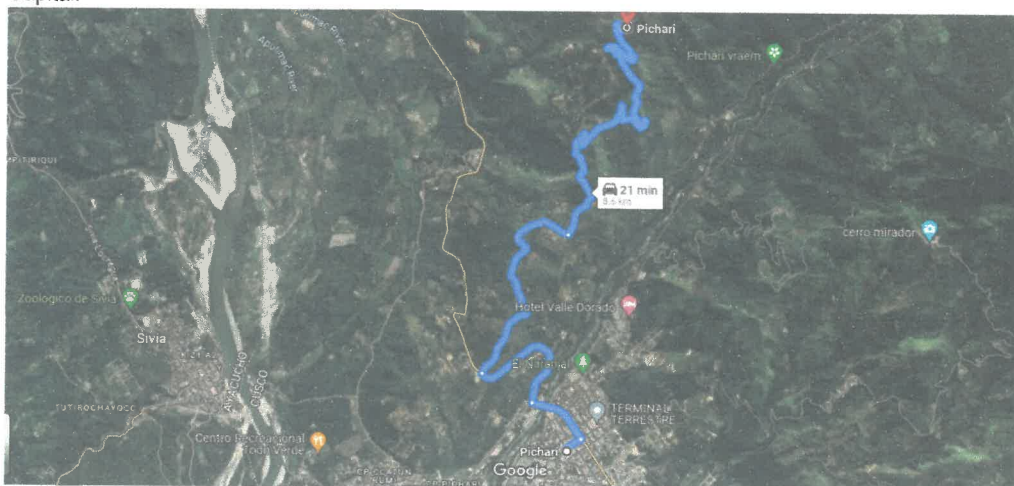 Pichari
Pichari vraem
21 min
8.6 km
cerro mirador
Zoologico de Sivia
Hotel Valle Dorado
Sivia
AYACUCHO
CUSCO
TUTIROCHAYOCC
TERMINAL
TERRESTRE
Centro Recreacional
Pichari
Google